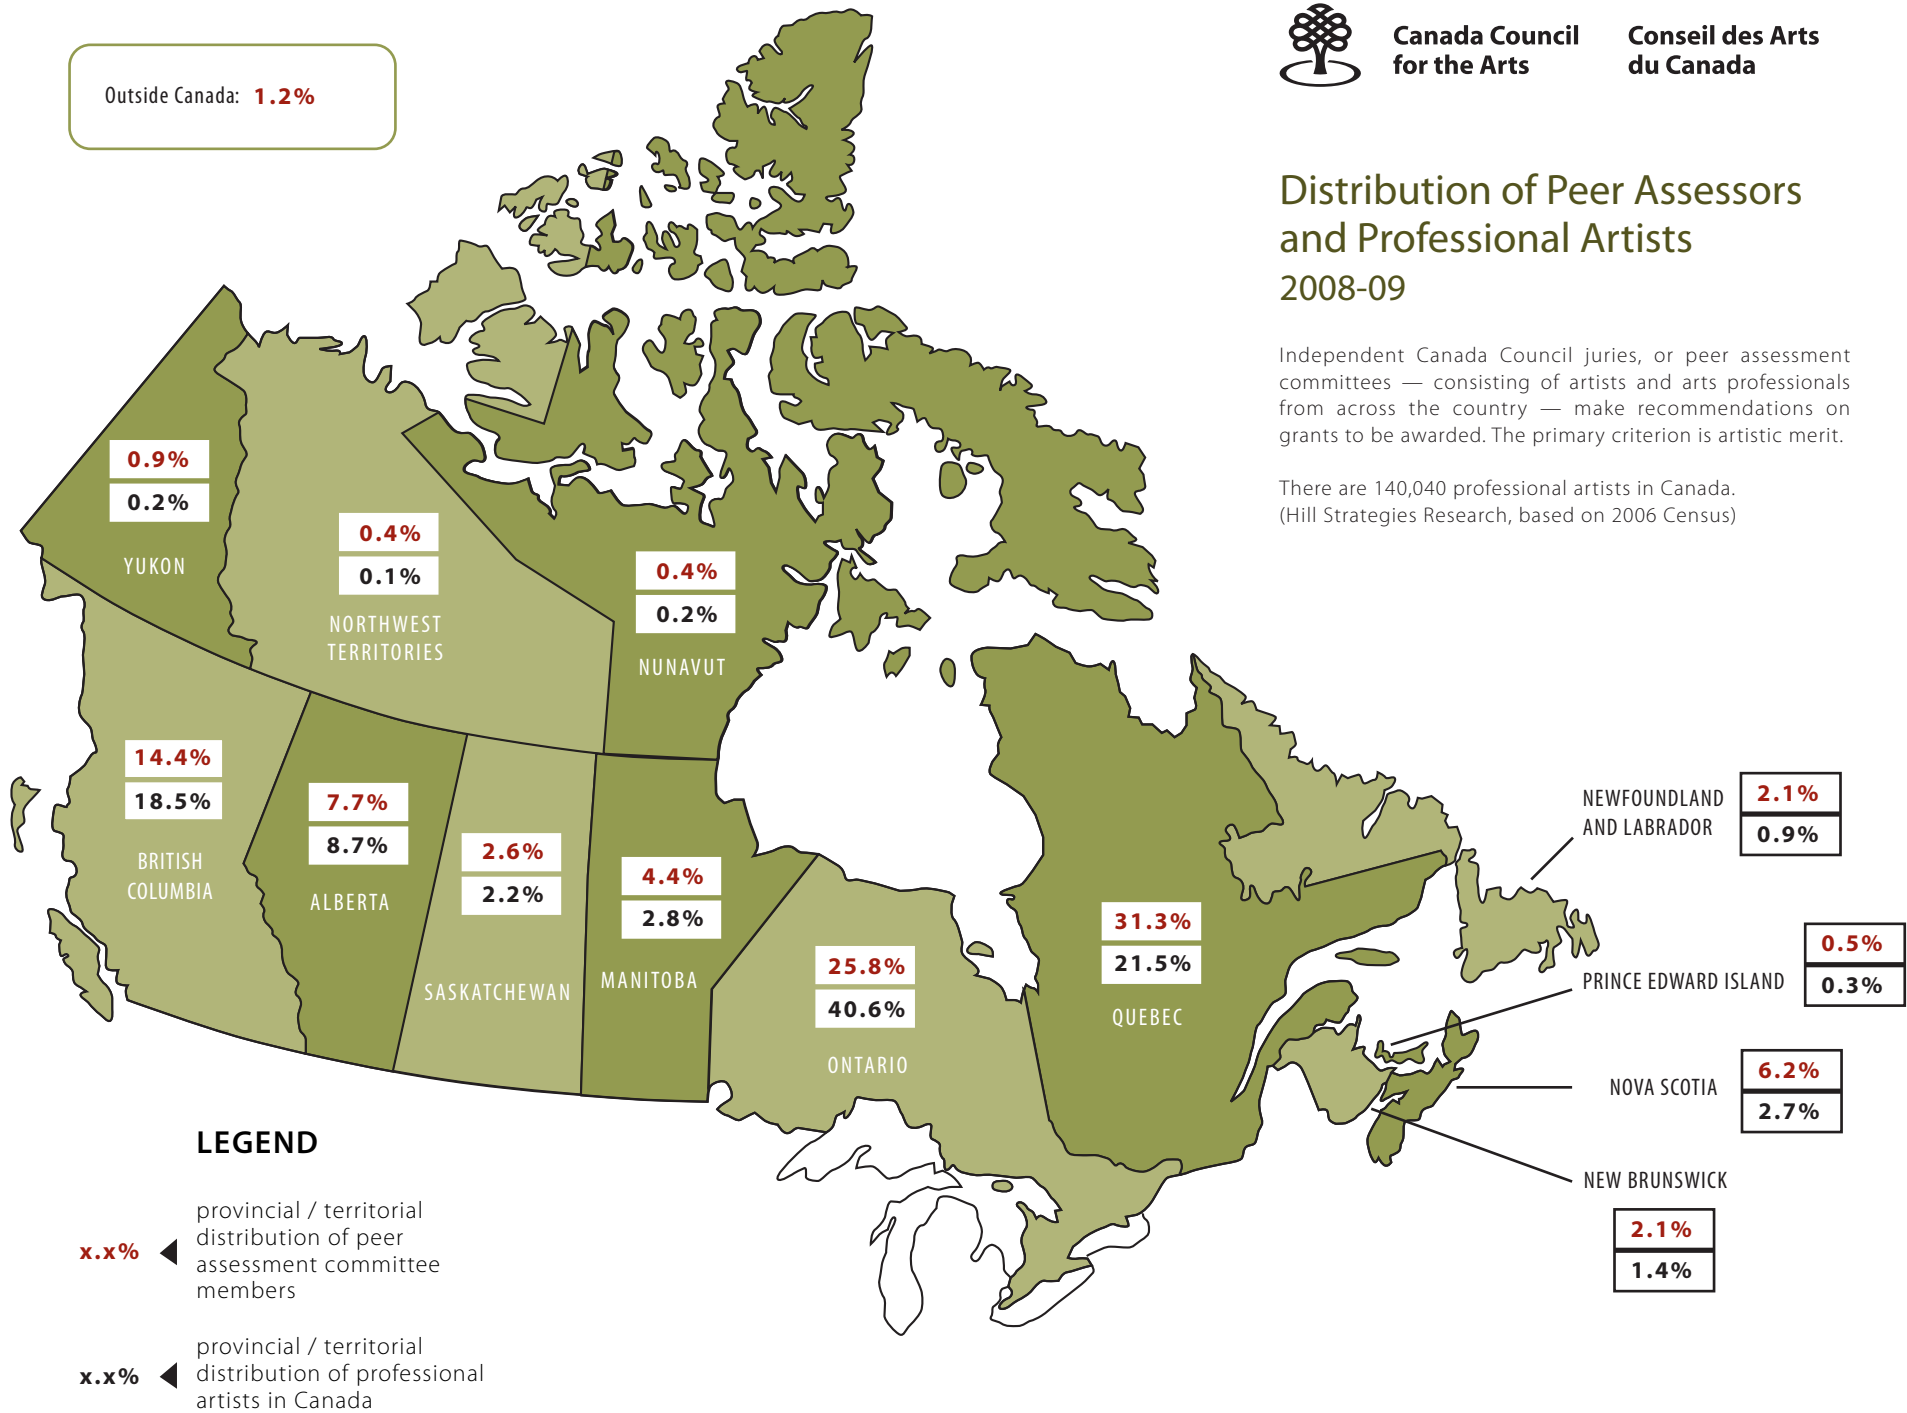 Outside Canada: 1.2%
Canada Council
for the Arts
Conseil des Arts
du Canada
Distribution of Peer Assessors
and Professional Artists
2008-09
Independent Canada Council juries, or peer assessment
committees — consisting of artists and arts professionals
from across the country — make recommendations on
grants to be awarded. The primary criterion is artistic merit.
There are 140,040 professional artists in Canada.
(Hill Strategies Research, based on 2006 Census)
0.9%
0.2%
YUKON
0.4%
0.1%
NORTHWEST
TERRITORIES
0.4%
0.2%
NUNAVUT
14.4%
18.5%
BRITISH
COLUMBIA
7.7%
8.7%
ALBERTA
2.6%
2.2%
SASKATCHEWAN
4.4%
2.8%
MANITOBA
25.8%
40.6%
ONTARIO
31.3%
21.5%
QUEBEC
NEWFOUNDLAND
AND LABRADOR
2.1%
0.9%
PRINCE EDWARD ISLAND
0.5%
0.3%
NOVA SCOTIA
6.2%
2.7%
NEW BRUNSWICK
2.1%
1.4%
LEGEND
x.x%
provincial / territorial
distribution of peer
assessment committee
members
x.x%
provincial / territorial
distribution of professional
artists in Canada